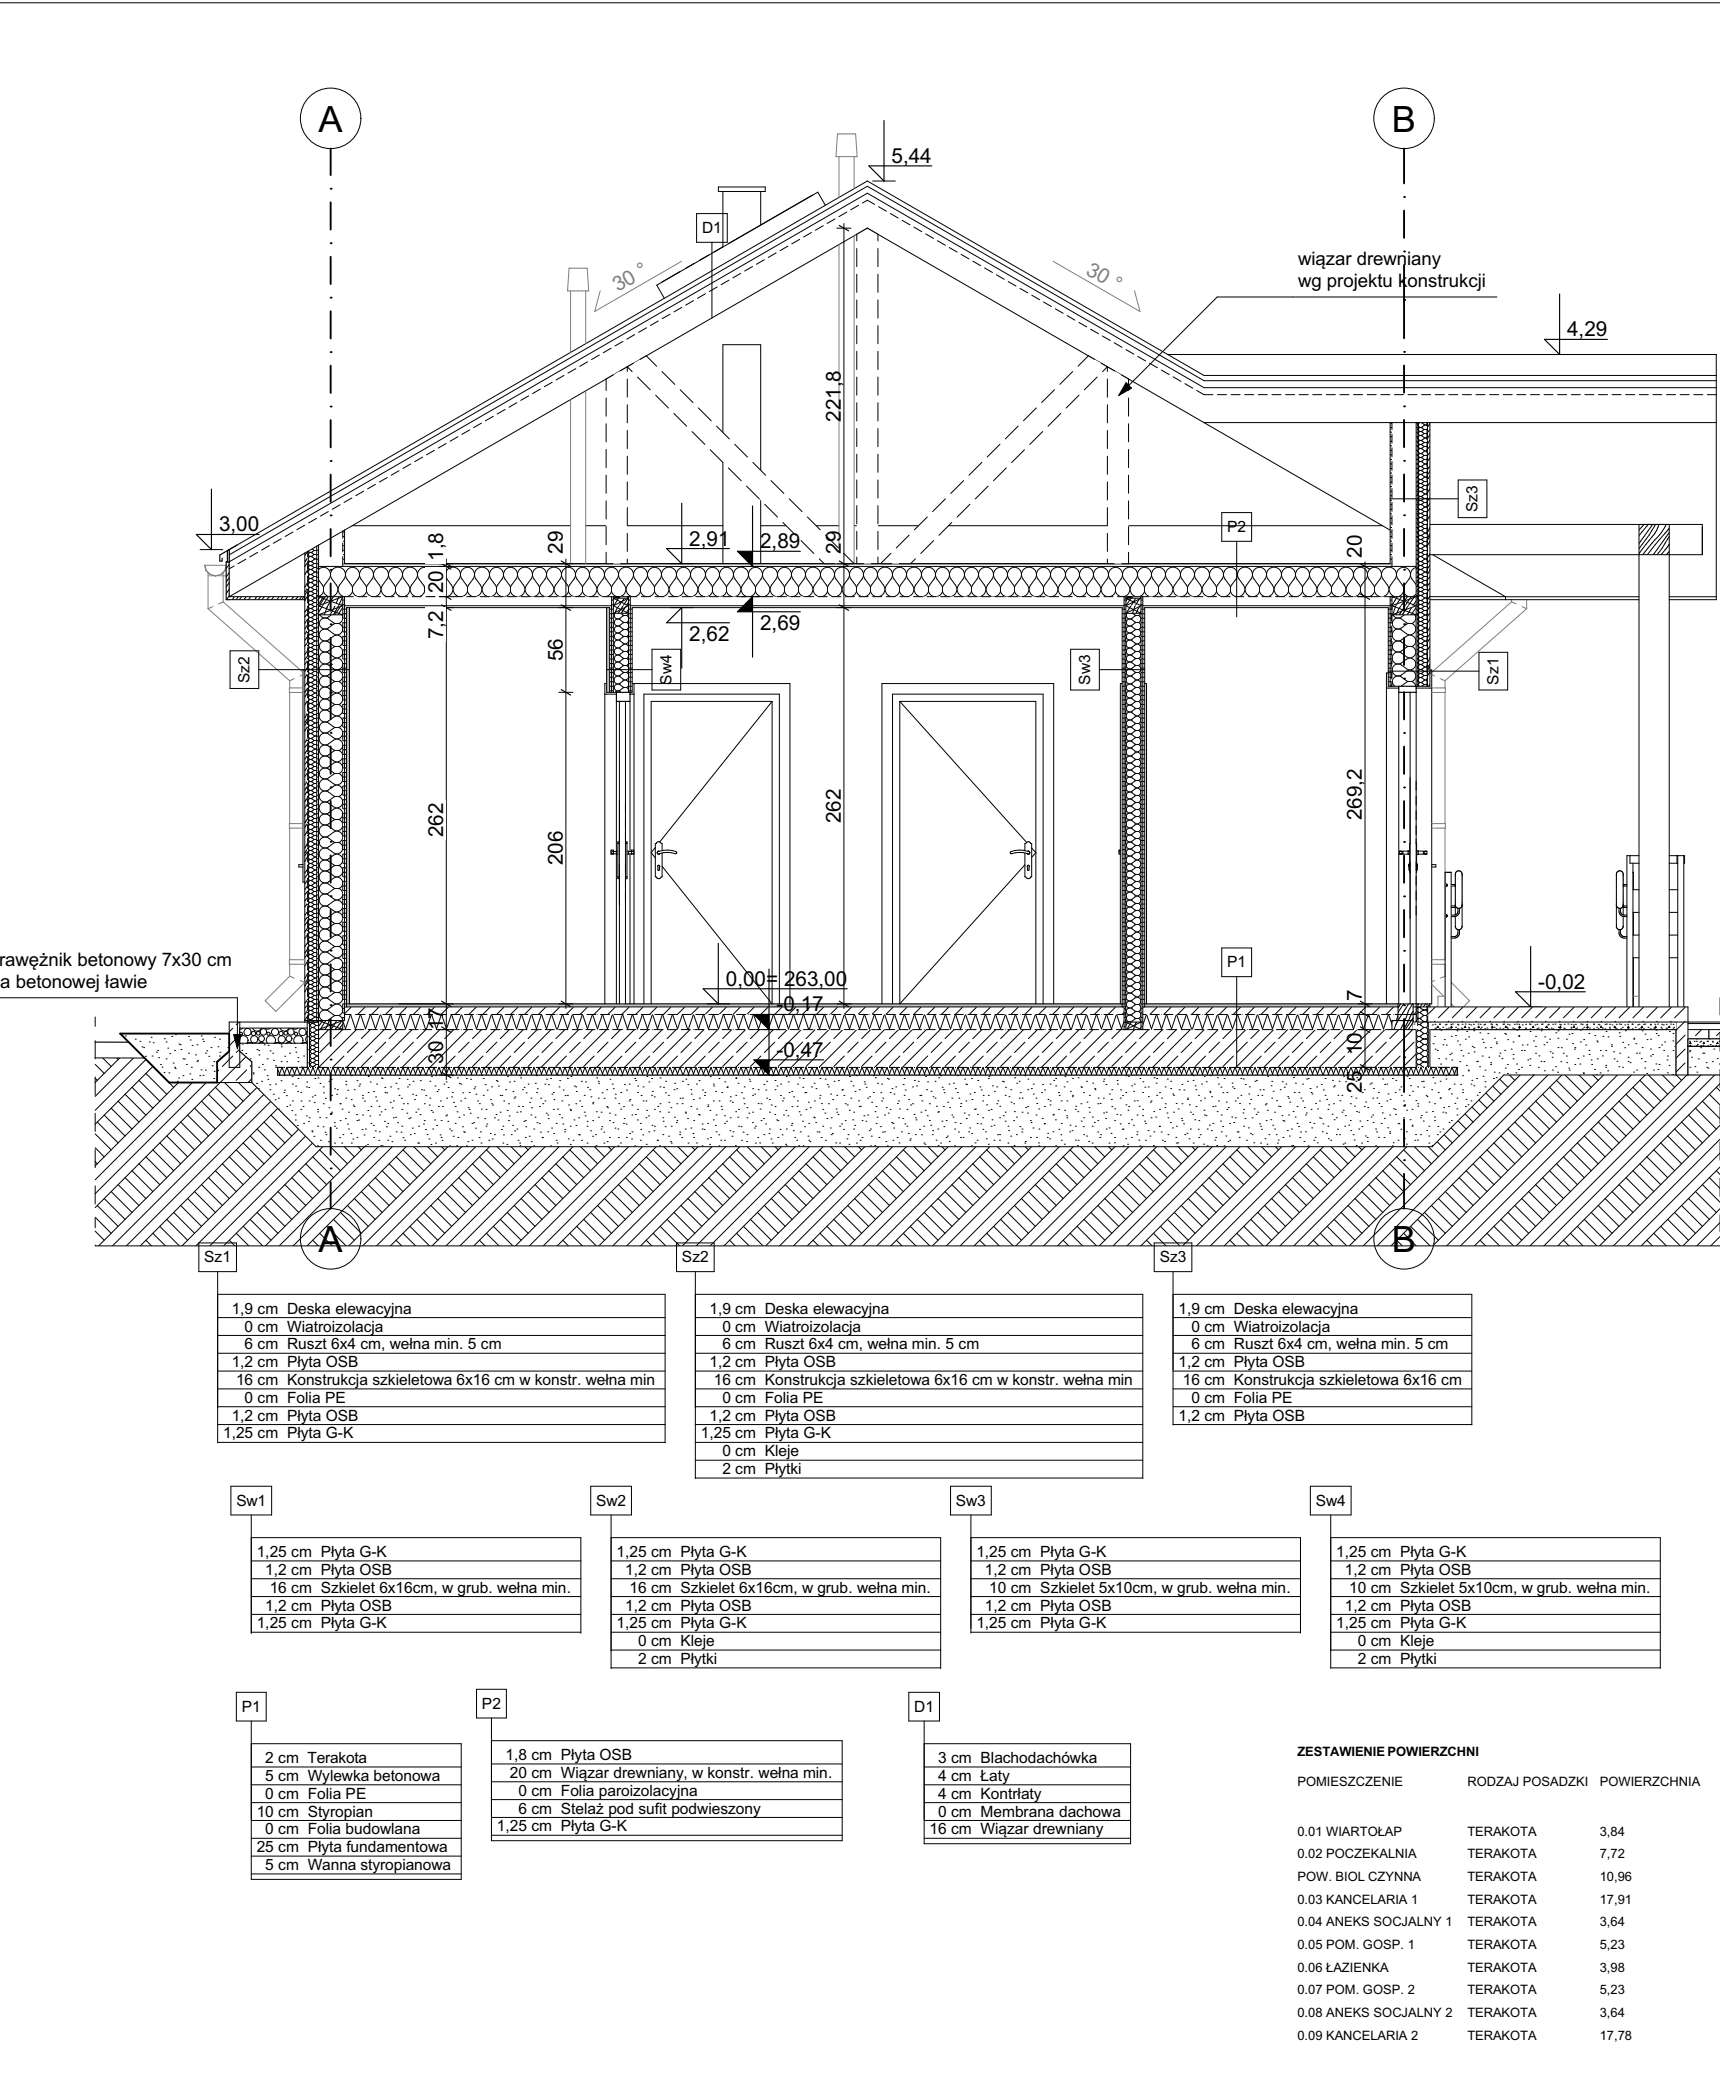 A
B
5,44
D1
30 °
30 °
wiązar drewniany
wg projektu konstrukcji
4,29
221,8
Sz3
3,00
P2
1,8
29
2,91
2,89
29
20
20
7,2
2,62
2,69
56
Sz2
Sw4
Sw3
Sz1
262
206
262
269,2
rawężnik betonowy 7x30 cm
a betonowej ławie
P1
0,00= 263,00
-0,02
-0,17
7
17
10
30
-0,47
25
A
B
Sz1
1,9 cm Deska elewacyjna
0 cm Wiatroizolacja
6 cm Ruszt 6x4 cm, wełna min. 5 cm
1,2 cm Płyta OSB
16 cm Konstrukcja szkieletowa 6x16 cm w konstr. wełna min
0 cm Folia PE
1,2 cm Płyta OSB
1,25 cm Płyta G-K
Sz2
1,9 cm Deska elewacyjna
0 cm Wiatroizolacja
6 cm Ruszt 6x4 cm, wełna min. 5 cm
1,2 cm Płyta OSB
16 cm Konstrukcja szkieletowa 6x16 cm w konstr. wełna min
0 cm Folia PE
1,2 cm Płyta OSB
1,25 cm Płyta G-K
0 cm Kleje
2 cm Płytki
Sz3
1,9 cm Deska elewacyjna
0 cm Wiatroizolacja
6 cm Ruszt 6x4 cm, wełna min. 5 cm
1,2 cm Płyta OSB
16 cm Konstrukcja szkieletowa 6x16 cm
0 cm Folia PE
1,2 cm Płyta OSB
Sw1
1,25 cm Płyta G-K
1,2 cm Płyta OSB
16 cm Szkielet 6x16cm, w grub. wełna min.
1,2 cm Płyta OSB
1,25 cm Płyta G-K
Sw2
1,25 cm Płyta G-K
1,2 cm Płyta OSB
16 cm Szkielet 6x16cm, w grub. wełna min.
1,2 cm Płyta OSB
1,25 cm Płyta G-K
0 cm Kleje
2 cm Płytki
Sw3
1,25 cm Płyta G-K
1,2 cm Płyta OSB
10 cm Szkielet 5x10cm, w grub. wełna min.
1,2 cm Płyta OSB
1,25 cm Płyta G-K
Sw4
1,25 cm Płyta G-K
1,2 cm Płyta OSB
10 cm Szkielet 5x10cm, w grub. wełna min.
1,2 cm Płyta OSB
1,25 cm Płyta G-K
0 cm Kleje
2 cm Płytki
P1
2 cm Terakota
5 cm Wylewka betonowa
0 cm Folia PE
10 cm Styropian
0 cm Folia budowlana
25 cm Płyta fundamentowa
5 cm Wanna styropianowa
P2
1,8 cm Płyta OSB
20 cm Wiązar drewniany, w konstr. wełna min.
0 cm Folia paroizolacyjna
6 cm Stelaż pod sufit podwieszony
1,25 cm Płyta G-K
D1
3 cm Blachodachówka
4 cm Łaty
4 cm Kontrłaty
0 cm Membrana dachowa
16 cm Wiązar drewniany
ZESTAWIENIE POWIERZCHNI
POMIESZCZENIE RODZAJ POSADZKI POWIERZCHNIA
0.01 WIARTOŁAP TERAKOTA 3,84
0.02 POCZEKALNIA TERAKOTA 7,72
POW. BIOL CZYNNA TERAKOTA 10,96
0.03 KANCELARIA 1 TERAKOTA 17,91
0.04 ANEKS SOCJALNY 1 TERAKOTA 3,64
0.05 POM. GOSP. 1 TERAKOTA 5,23
0.06 ŁAZIENKA TERAKOTA 3,98
0.07 POM. GOSP. 2 TERAKOTA 5,23
0.08 ANEKS SOCJALNY 2 TERAKOTA 3,64
0.09 KANCELARIA 2 TERAKOTA 17,78